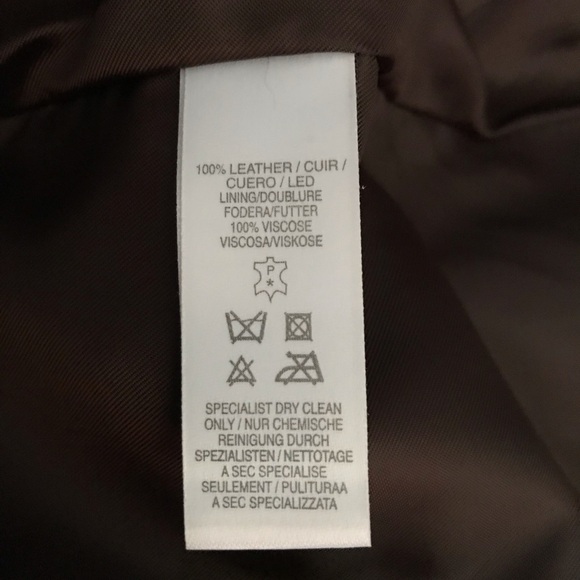 100% LEATHER / CUIR /
CUERO / LED
LINING/DOUBLURE
FODERA/FUTTER
100% VISCOSE
VISCOSA/VISKOSE
P
*
SPECIALIST DRY CLEAN
ONLY / NUR CHEMISCHE
REINIGUNG DURCH
SPEZIALISTEN / NETTOTAGE
A SEC SPECIALISE
SEULEMENT / PULITURAA
A SEC SPECIALIZZATA